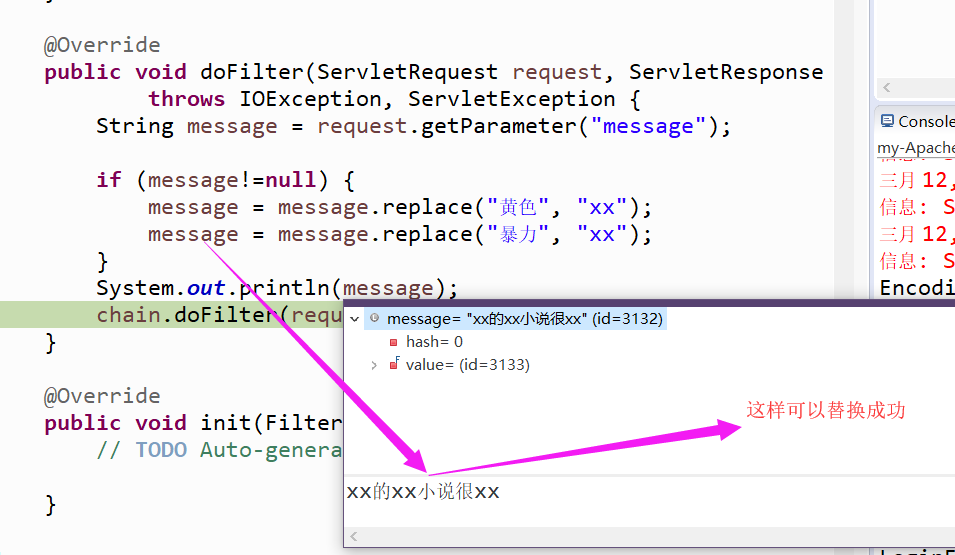 @Override
public void doFilter(ServletRequest request, ServletResponse
throws IOException, ServletException {
String message = request.getParameter("message");
if (message!=null) {
message = message.replace("黄色", "xx");
message = message.replace("暴力", "xx");
}
System.out.println(message);
chain.doFilter(requ
}
@Override
public void init(Filter
// TODO Auto-genera
}
message= "xx的xx小说很xx" (id=3132)
hash= 0
value= (id=3133)
这样可以替换成功
xx的xx小说很xx
Console
my-Apache
三月 12,
信息: S
三月 12,
信息: S
Encodi